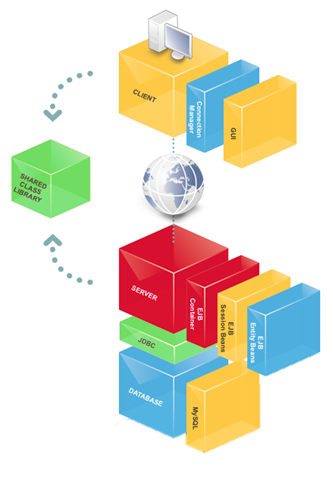 CLIENT
Connection
Manager
GUI
SHARED
CLASS
LIBRARY
SERVER
EJB
Container
EJB
Session Beans
EJB
Entity Beans
JDBC
DATABASE
MySQL